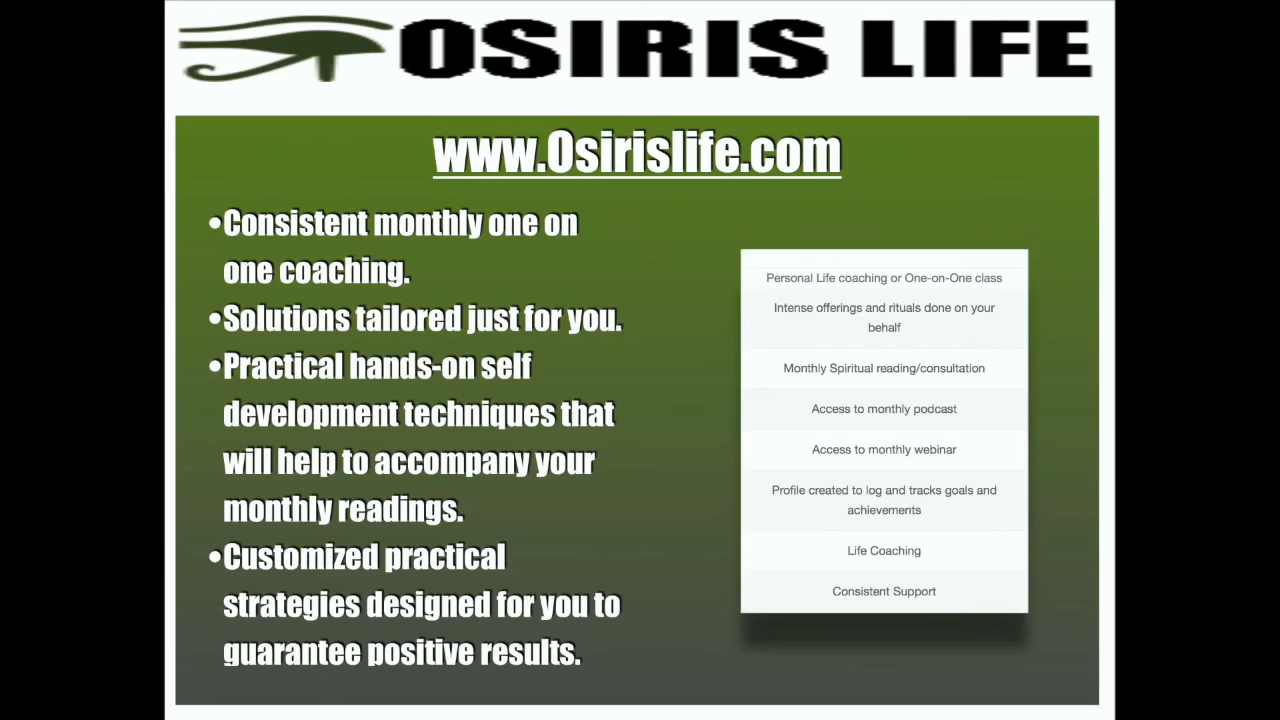 OSIRIS LIFE
www.Osirislife.com
•Consistent monthly one on
one coaching.
•Solutions tailored just for you.
•Practical hands-on self
development techniques that
will help to accompany your
monthly readings.
•Customized practical
strategies designed for you to
guarantee positive results.
Personal Life coaching or One-on-One class
Intense offerings and rituals done on your
behalf
Monthly Spiritual reading/consultation
Access to monthly podcast
Access to monthly webinar
Profile created to log and tracks goals and
achievements
Life Coaching
Consistent Support